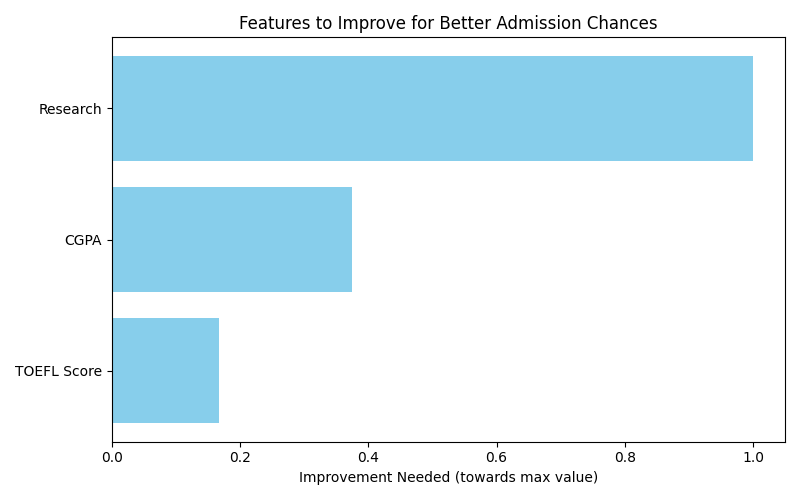 Features to Improve for Better Admission Chances
Research
CGPA
TOEFL Score
0.0 0.2 0.4 0.6 0.8 1.0
Improvement Needed (towards max value)